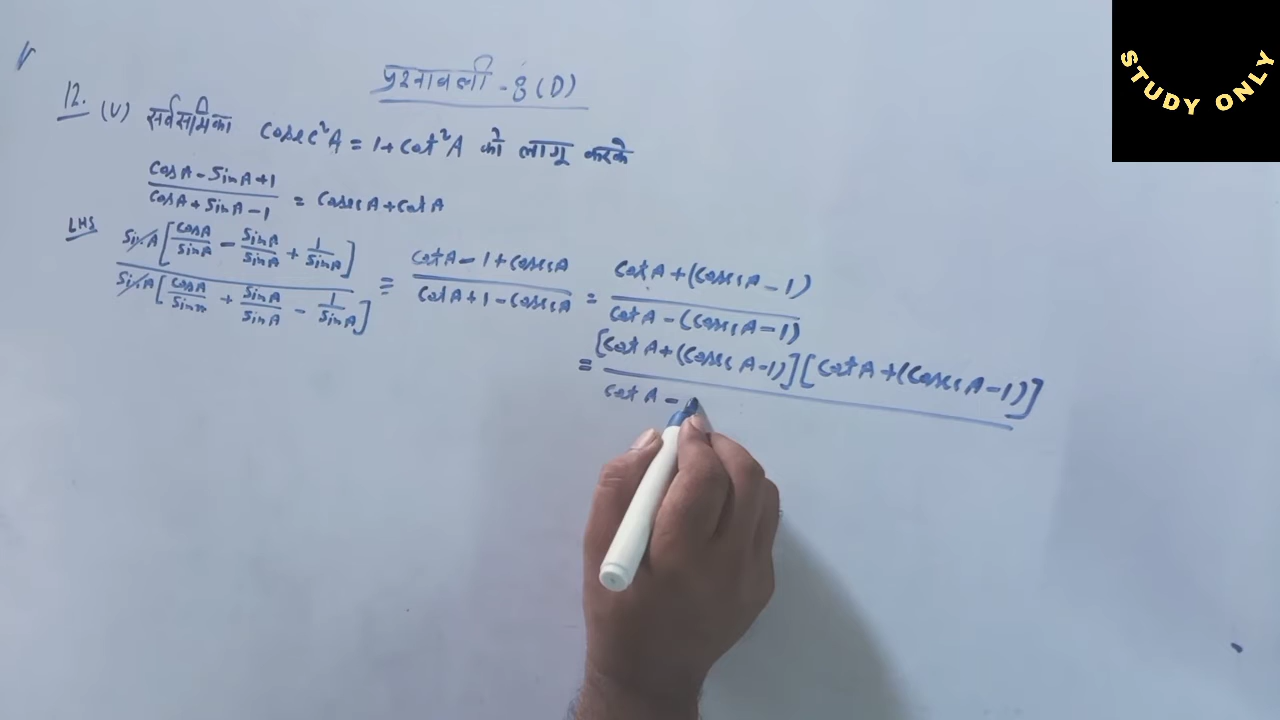 प्रश्नावली - 8 (D)
12. (V) सर्वसमिका cosec²A = 1 + cot²A को लागू करके
cosA - sinA + 1 / cosA + sinA - 1 = cosecA + cotA
LHS sinA [cosA/sinA - sinA/sinA + 1/sinA] / sinA [cosA/sinA + sinA/sinA - 1/sinA] = cotA - 1 + cosecA / cotA + 1 - cosecA = cotA + (cosecA - 1) / cotA - (cosecA - 1)
= [cotA + (cosecA - 1)] [cotA + (cosecA - 1)] / cotA -
STUDY ONLY